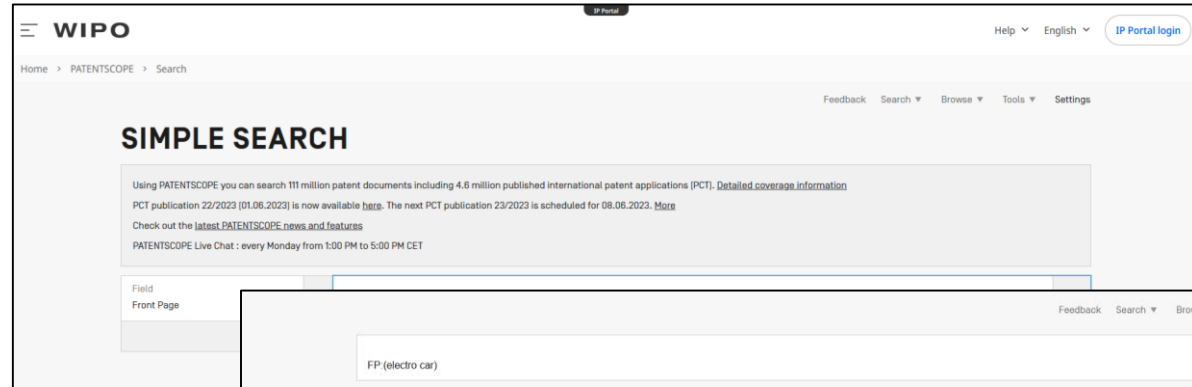 IP Portal
WIPO
Help English IP Portal login
Home > PATENTSCOPE > Search
Feedback Search ▼ Browse ▼ Tools ▼ Settings
SIMPLE SEARCH
Using PATENTSCOPE you can search 111 million patent documents including 4.6 million published international patent applications (PCT). Detailed coverage information
PCT publication 22/2023 (01.06.2023) is now available here. The next PCT publication 23/2023 is scheduled for 08.06.2023. More
Check out the latest PATENTSCOPE news and features
PATENTSCOPE Live Chat : every Monday from 1:00 PM to 5:00 PM CET
Field
Front Page
Feedback Search ▼ Bro
FP:(electro car)